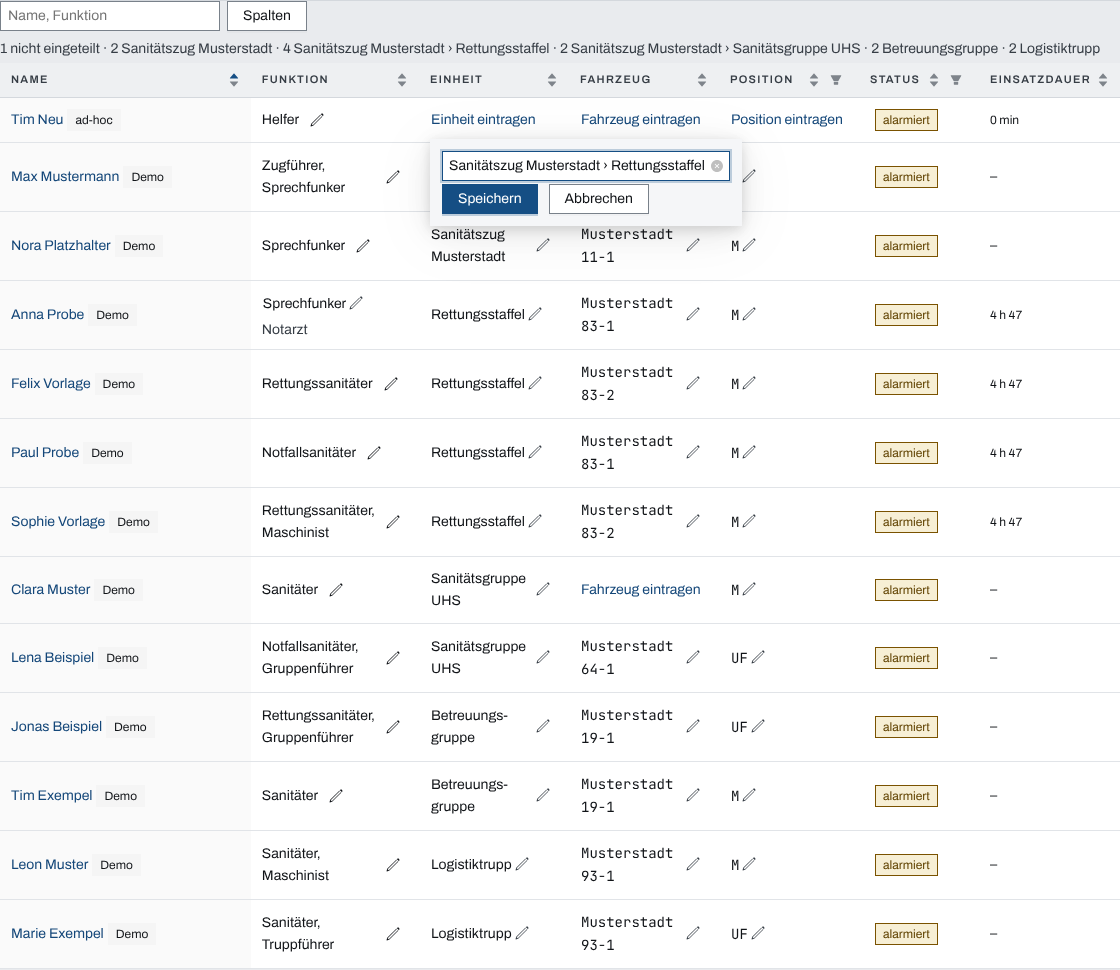 Name, Funktion
Spalten
1 nicht eingeteilt · 2 Sanitätszug Musterstadt · 4 Sanitätszug Musterstadt › Rettungsstaffel · 2 Sanitätszug Musterstadt › Sanitätsgruppe UHS · 2 Betreuungsgruppe · 2 Logistiktrupp
NAME FUNKTION EINHEIT FAHRZEUG POSITION STATUS EINSATZDAUER
Tim Neu ad-hoc Helfer Einheit eintragen Fahrzeug eintragen Position eintragen alarmiert 0 min
Sanitätszug Musterstadt › Rettungsstaffel
Speichern Abbrechen
Max Mustermann Demo Zugführer, alarmiert –
Sprechfunker
Nora Platzhalter Demo Sprechfunker Sanitätszug Musterstadt M alarmiert –
Musterstadt 11-1
Anna Probe Demo Sprechfunker Rettungsstaffel Musterstadt M alarmiert 4 h 47
Notarzt 83-1
Felix Vorlage Demo Rettungssanitäter Rettungsstaffel Musterstadt M alarmiert 4 h 47
83-2
Paul Probe Demo Notfallsanitäter Rettungsstaffel Musterstadt M alarmiert 4 h 47
83-1
Sophie Vorlage Demo Rettungssanitäter, Rettungsstaffel Musterstadt M alarmiert 4 h 47
Maschinist 83-2
Clara Muster Demo Sanitäter Sanitätsgruppe Fahrzeug eintragen M alarmiert –
UHS
Lena Beispiel Demo Notfallsanitäter, Sanitätsgruppe Musterstadt UF alarmiert –
Gruppenführer UHS 64-1
Jonas Beispiel Demo Rettungssanitäter, Betreuungs- Musterstadt UF alarmiert –
Gruppenführer gruppe 19-1
Tim Exempel Demo Sanitäter Betreuungs- Musterstadt M alarmiert –
gruppe 19-1
Leon Muster Demo Sanitäter, Logistiktrupp Musterstadt M alarmiert –
Maschinist 93-1
Marie Exempel Demo Sanitäter, Logistiktrupp Musterstadt UF alarmiert –
Truppführer 93-1